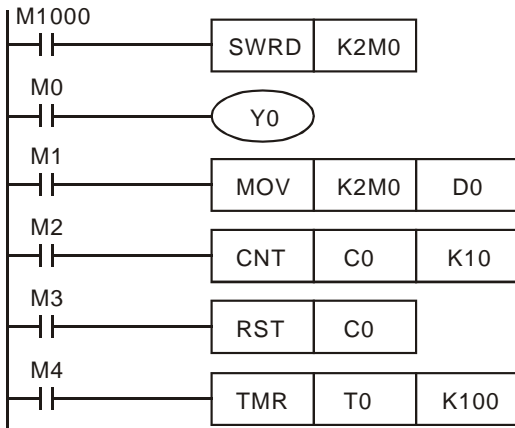 M1000
SWRD K2M0
M0
Y0
M1
MOV K2M0 D0
M2
CNT C0 K10
M3
RST C0
M4
TMR T0 K100